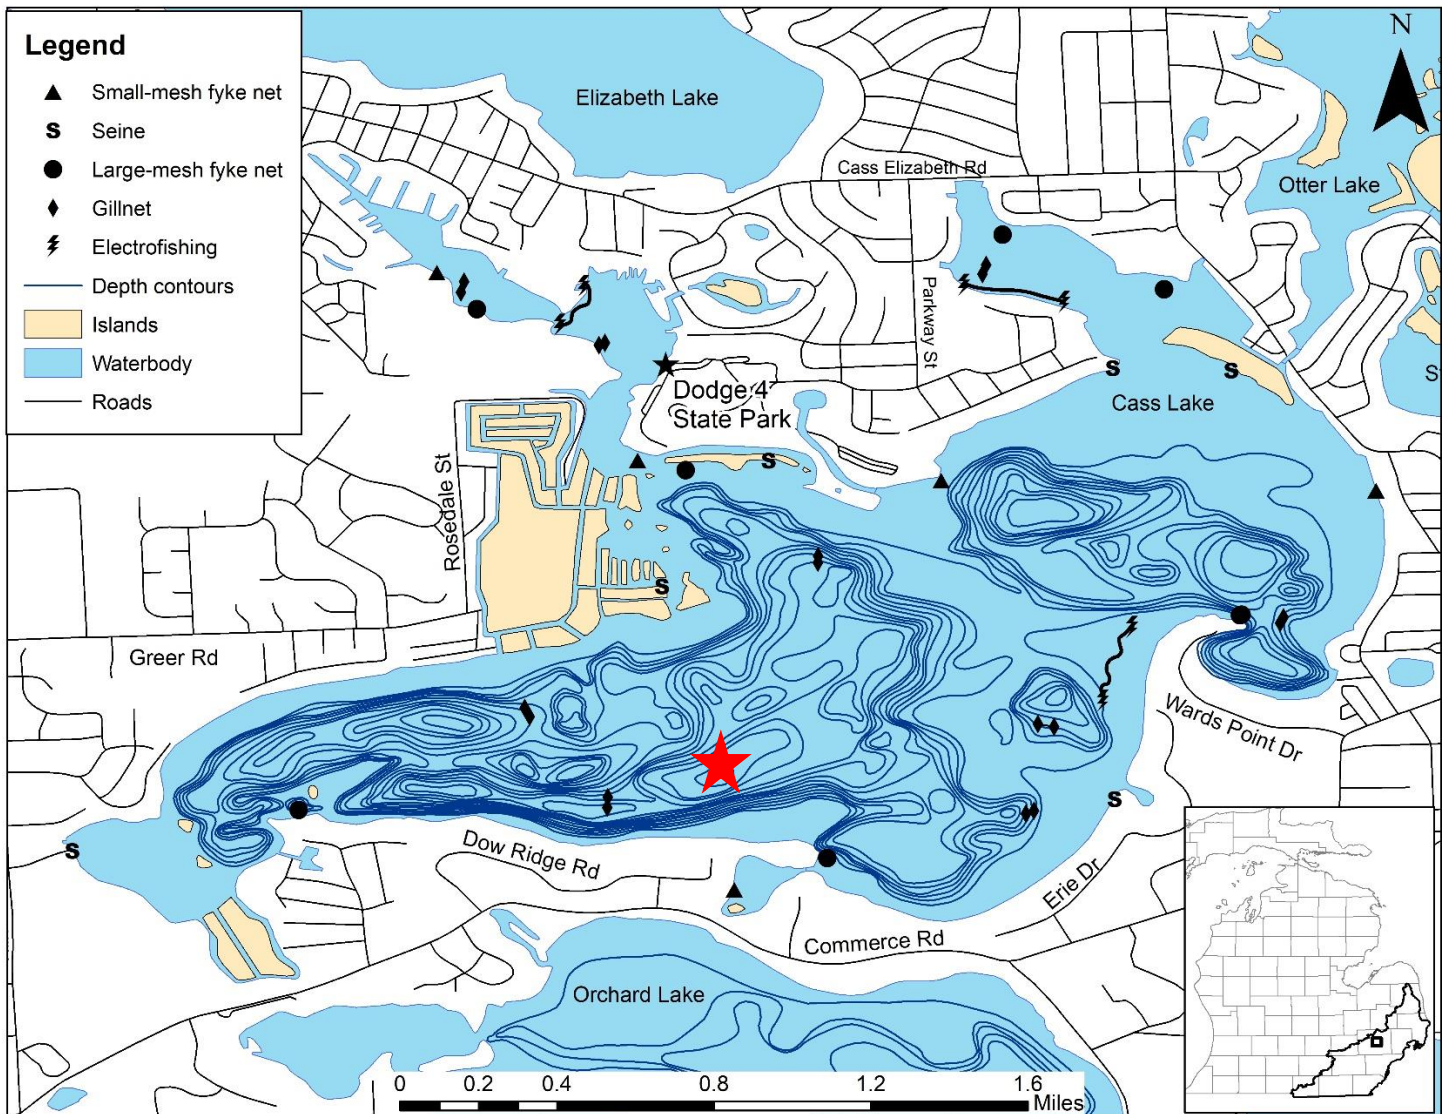 Legend
Small-mesh fyke net
S Seine
Large-mesh fyke net
Gillnet
Electrofishing
Depth contours
Islands
Waterbody
Roads
N
Elizabeth Lake
Cass Elizabeth Rd
Otter Lake
Parkway St
S
S
Cass Lake
S
Dodge 4
State Park
S
Rosedale St
S
Greer Rd
Wards Point Dr
S
S
Dow Ridge Rd
Erie Dr
Commerce Rd
Orchard Lake
0 0.2 0.4 0.8 1.2 1.6
Miles